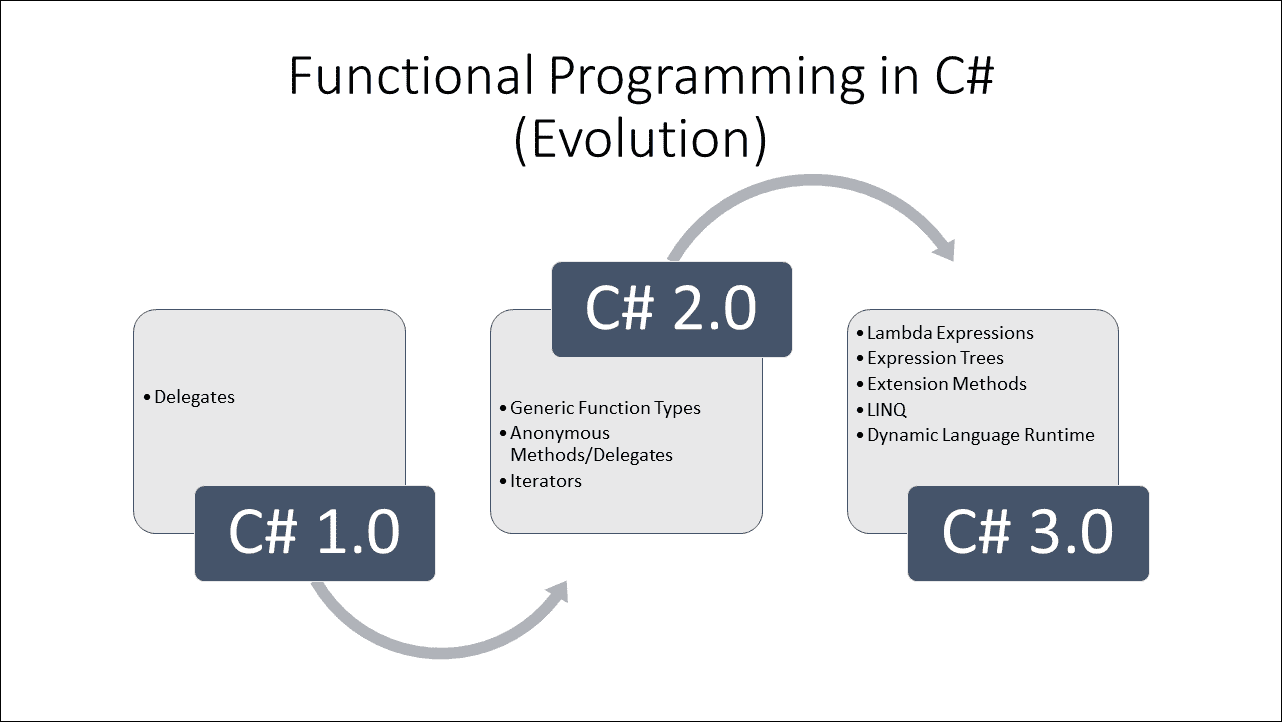 Functional Programming in C#
(Evolution)
• Delegates
C# 1.0
C# 2.0
• Generic Function Types
• Anonymous
Methods/Delegates
• Iterators
• Lambda Expressions
• Expression Trees
• Extension Methods
• LINQ
• Dynamic Language Runtime
C# 3.0